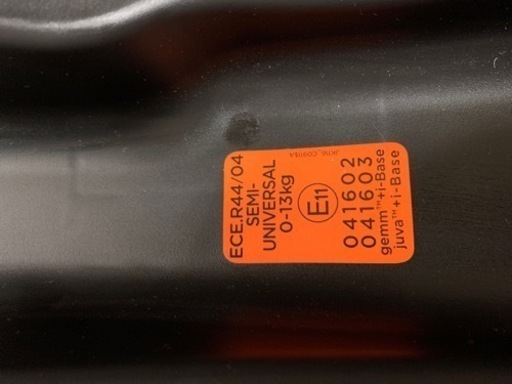 ECE.R44/04
SEMI-
UNIVERSAL
0-13kg
E11
041602
041603
gemm™+i-Base
juva™+i-Base